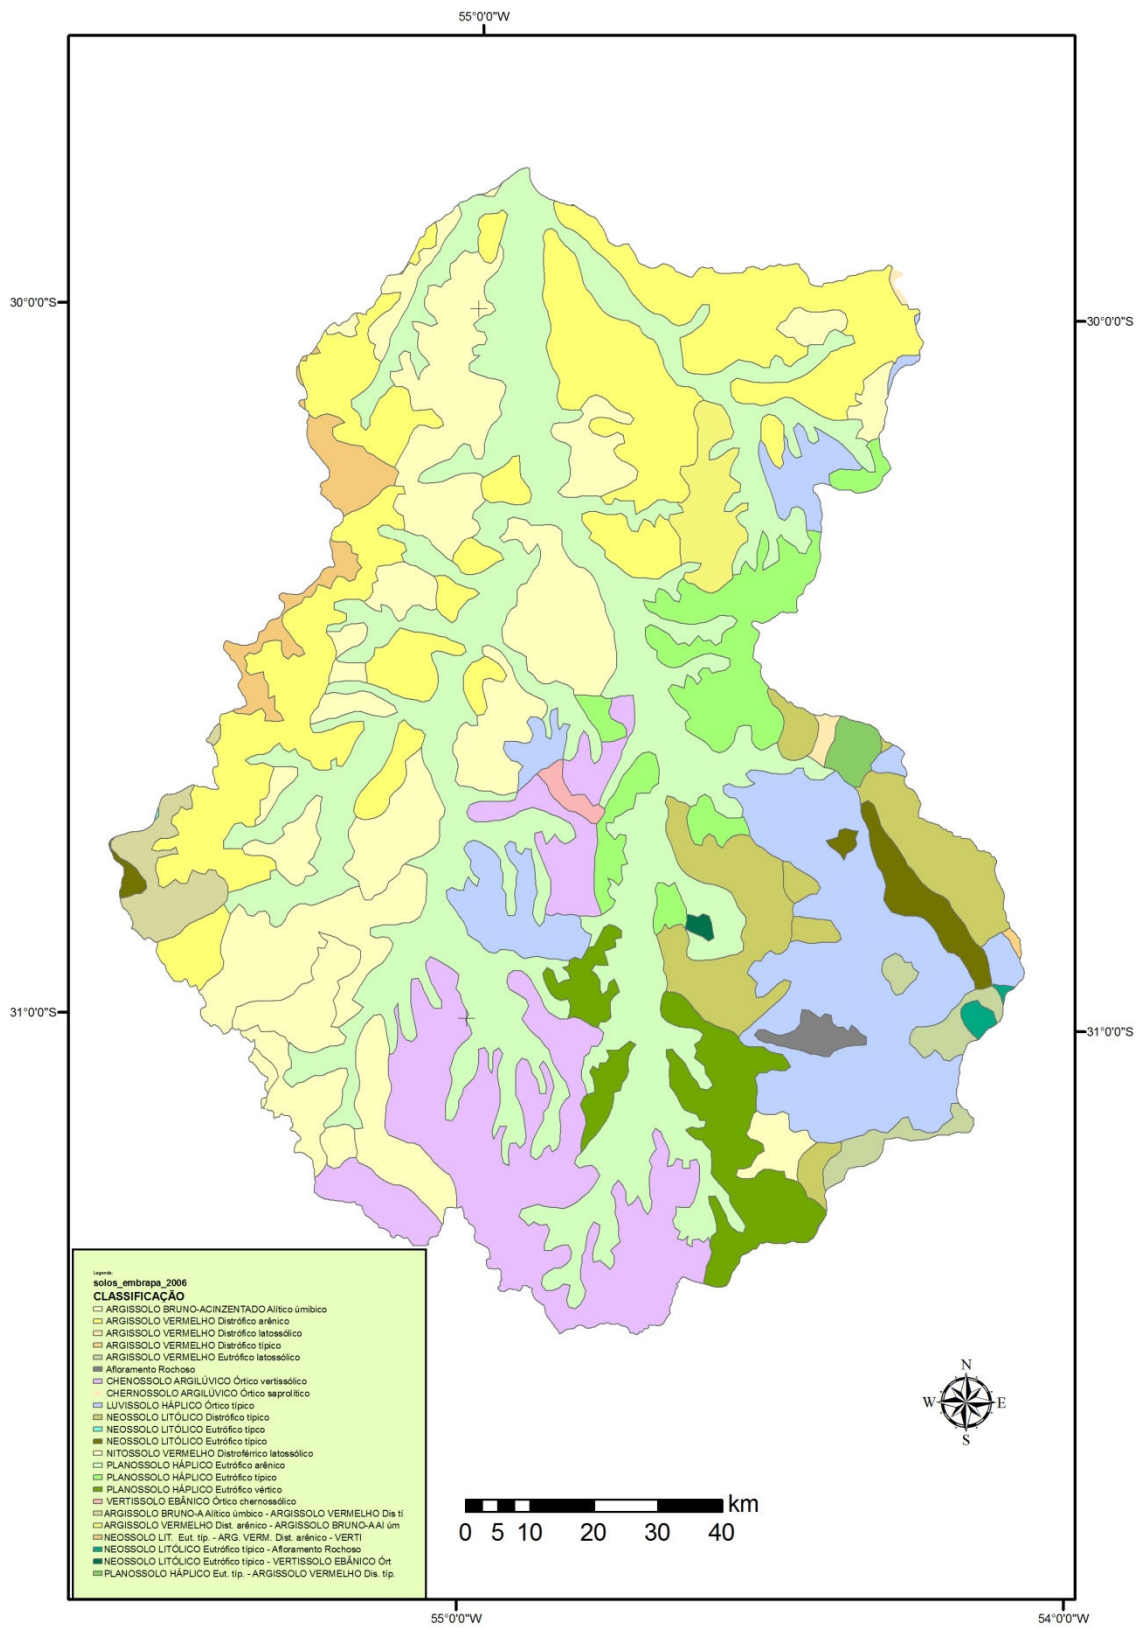 55°0'0"W
30°0'0"S
30°0'0"S
31°0'0"S
31°0'0"S
Legenda:
solos_embrapa_2006
CLASSIFICAÇÃO
ARGISSOLO BRUNO-ACINZENTADO Alítico úmibico
ARGISSOLO VERMELHO Distrófico arênico
ARGISSOLO VERMELHO Distrófico latossólico
ARGISSOLO VERMELHO Distrófico típico
ARGISSOLO VERMELHO Eutrófico latossólico
Afloramento Rochoso
CHENOSSOLO ARGILÚVICO Órtico vertissólico
CHERNOSSOLO ARGILÚVICO Órtico saprolítico
LUVISSOLO HÁPLICO Órtico típico
NEOSSOLO LITÓLICO Distrófico típico
NEOSSOLO LITÓLICO Eutrófico típco
NEOSSOLO LITÓLICO Eutrófico típico
NITOSSOLO VERMELHO Distroférrico latossólico
PLANOSSOLO HÁPLICO Eutrófico arênico
PLANOSSOLO HÁPLICO Eutrófico típico
PLANOSSOLO HÁPLICO Eutrófico vértico
VERTISSOLO EBÂNICO Órtico chernossólico
ARGISSOLO BRUNO-A Alítico úmbico - ARGISSOLO VERMELHO Dis tí
ARGISSOLO VERMELHO Dist. arênico - ARGISSOLO BRUNO-A Al úm
NEOSSOLO LIT. Eut. típ. - ARG. VERM. Dist. arênico - VERTI
NEOSSOLO LITÓLICO Eutrófico típico - Afloramento Rochoso
NEOSSOLO LITÓLICO Eutrófico típico - VERTISSOLO EBÂNICO Órt
PLANOSSOLO HÁPLICO Eut. típ. - ARGISSOLO VERMELHO Dis. típ.
N
W E
S
km
0 5 10 20 30 40
55°0'0"W
54°0'0"W